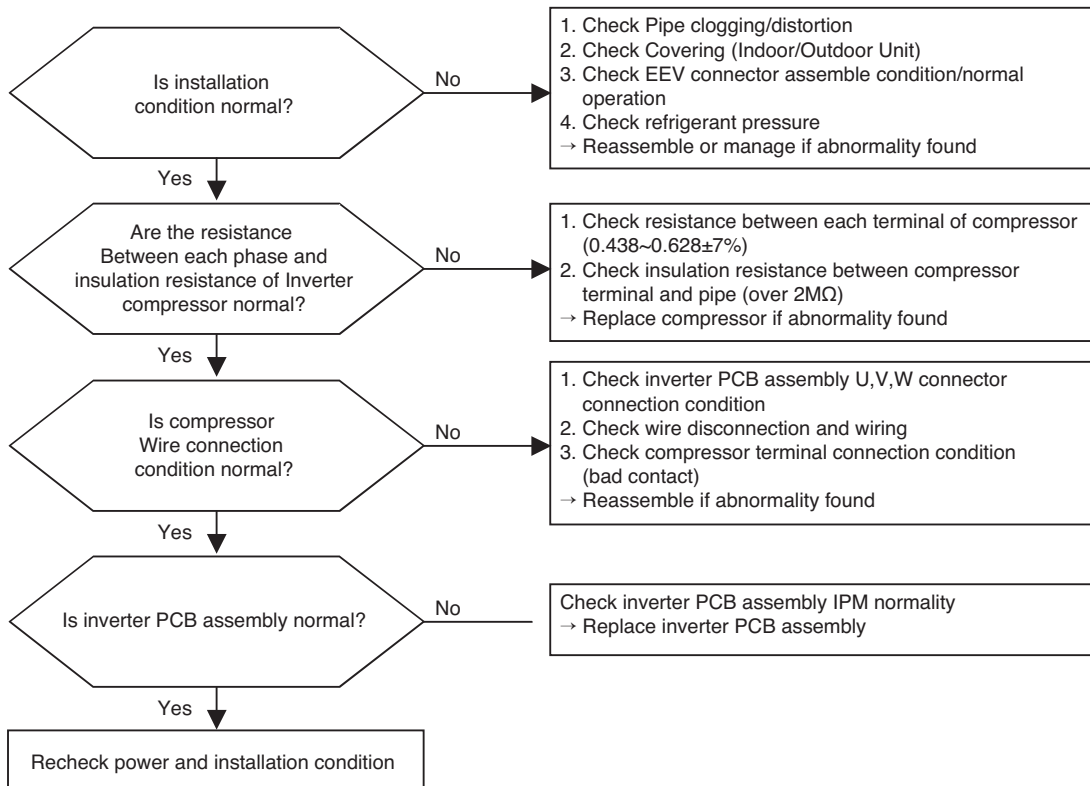 Is installation
condition normal?
No
1. Check Pipe clogging/distortion
2. Check Covering (Indoor/Outdoor Unit)
3. Check EEV connector assemble condition/normal
operation
4. Check refrigerant pressure
→ Reassemble or manage if abnormality found
Yes
Are the resistance
Between each phase and
insulation resistance of Inverter
compressor normal?
No
1. Check resistance between each terminal of compressor
(0.438~0.628±7%)
2. Check insulation resistance between compressor
terminal and pipe (over 2MΩ)
→ Replace compressor if abnormality found
Yes
Is compressor
Wire connection
condition normal?
No
1. Check inverter PCB assembly U,V,W connector
connection condition
2. Check wire disconnection and wiring
3. Check compressor terminal connection condition
(bad contact)
→ Reassemble if abnormality found
Yes
Is inverter PCB assembly normal?
No
Check inverter PCB assembly IPM normality
→ Replace inverter PCB assembly
Yes
Recheck power and installation condition